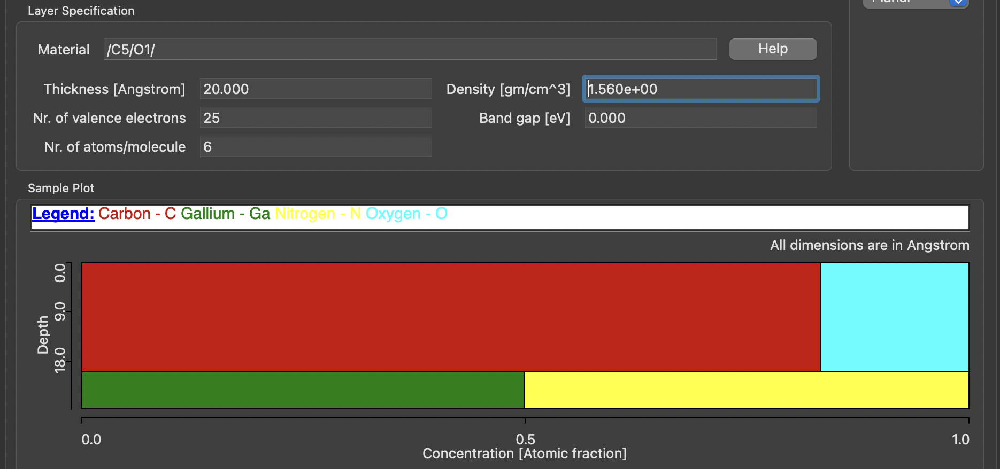 Layer Specification
Material /C5/O1/ Help
Thickness [Angstrom] 20.000 Density [gm/cm^3] 1.560e+00
Nr. of valence electrons 25 Band gap [eV] 0.000
Nr. of atoms/molecule 6
Sample Plot
Legend: Carbon - C Gallium - Ga Nitrogen - N Oxygen - O
All dimensions are in Angstrom
0.0
9.0
18.0
Depth
0.0 0.5 1.0
Concentration [Atomic fraction]